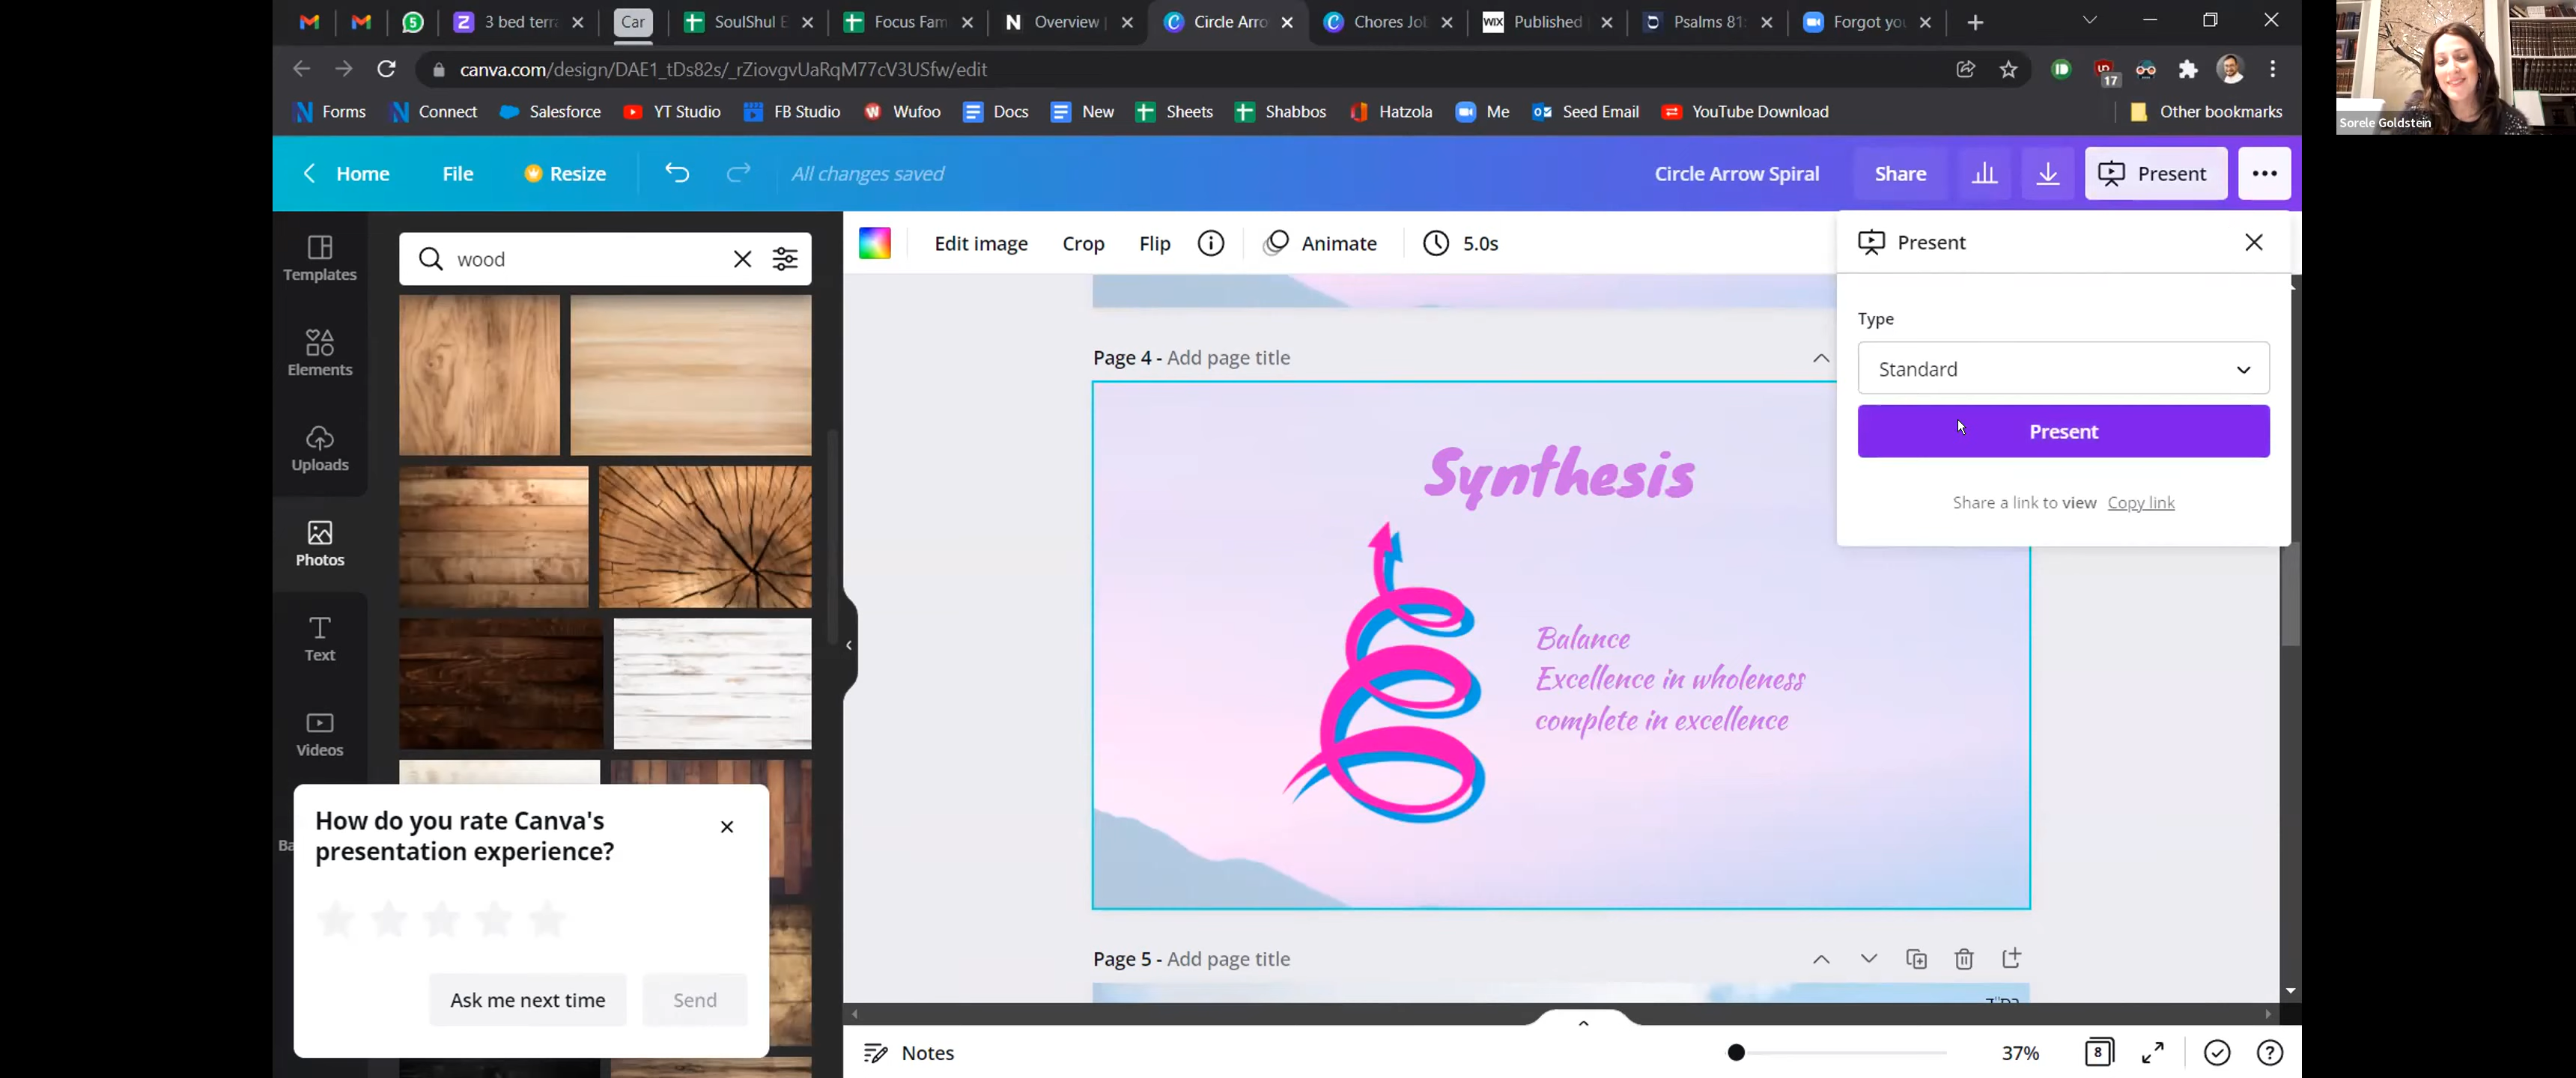 5
3 bed terr
Car
SoulShul E
Focus Fam
Overview
Circle Arro
Chores Jo
WIX
Published
Psalms 81:
Forgot yo
canva.com/design/DAE1_tDs82s/_rZiovgvUaRqM77cV3USfw/edit
17
Forms
Connect
Salesforce
YT Studio
FB Studio
Wufoo
Docs
New
Sheets
Shabbos
Hatzola
Me
Seed Email
YouTube Download
Other bookmarks
Sorele Goldstein
Home
File
Resize
All changes saved
Circle Arrow Spiral
Share
Present
Templates
Elements
Uploads
Photos
Text
Videos
Ba
wood
Edit image
Crop
Flip
Animate
5.0s
Present
Type
Standard
Present
Share a link to view Copy link
Page 4 - Add page title
Synthesis
Balance
Excellence in wholeness
complete in excellence
How do you rate Canva's
presentation experience?
Ask me next time
Send
Page 5 - Add page title
Notes
37%
8